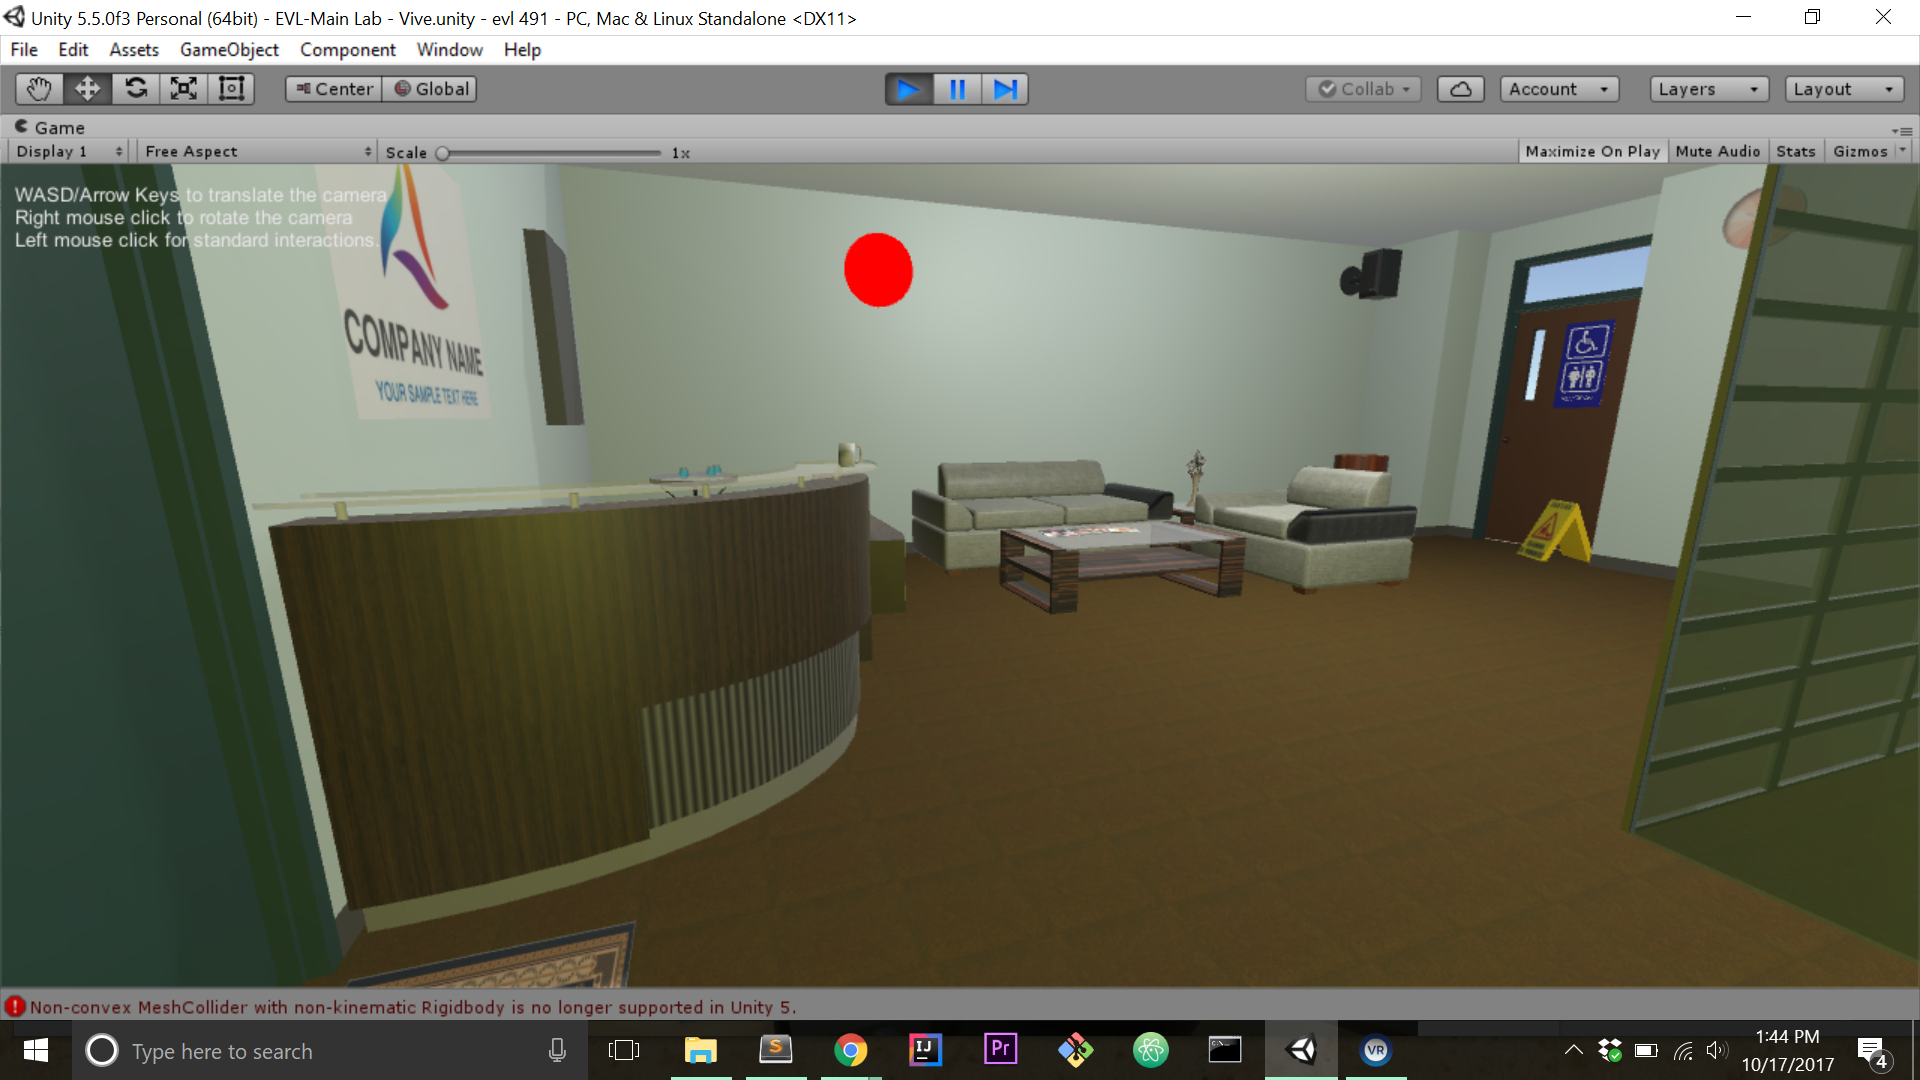 Unity 5.5.0f3 Personal (64bit) - EVL-Main Lab - Vive.unity - evl 491 - PC, Mac & Linux Standalone <DX11>
File Edit Assets GameObject Component Window Help
Center Global Collab Account Layers Layout
Game
Display 1 Free Aspect Scale 1x Maximize On Play Mute Audio Stats Gizmos
WASD/Arrow Keys to translate the camera
Right mouse click to rotate the camera
Left mouse click for standard interactions.
COMPANY NAME
YOUR SAMPLE TEXT HERE
! Non-convex MeshCollider with non-kinematic Rigidbody is no longer supported in Unity 5.
Type here to search
S
IJ
Pr
VR
1:44 PM
10/17/2017
4